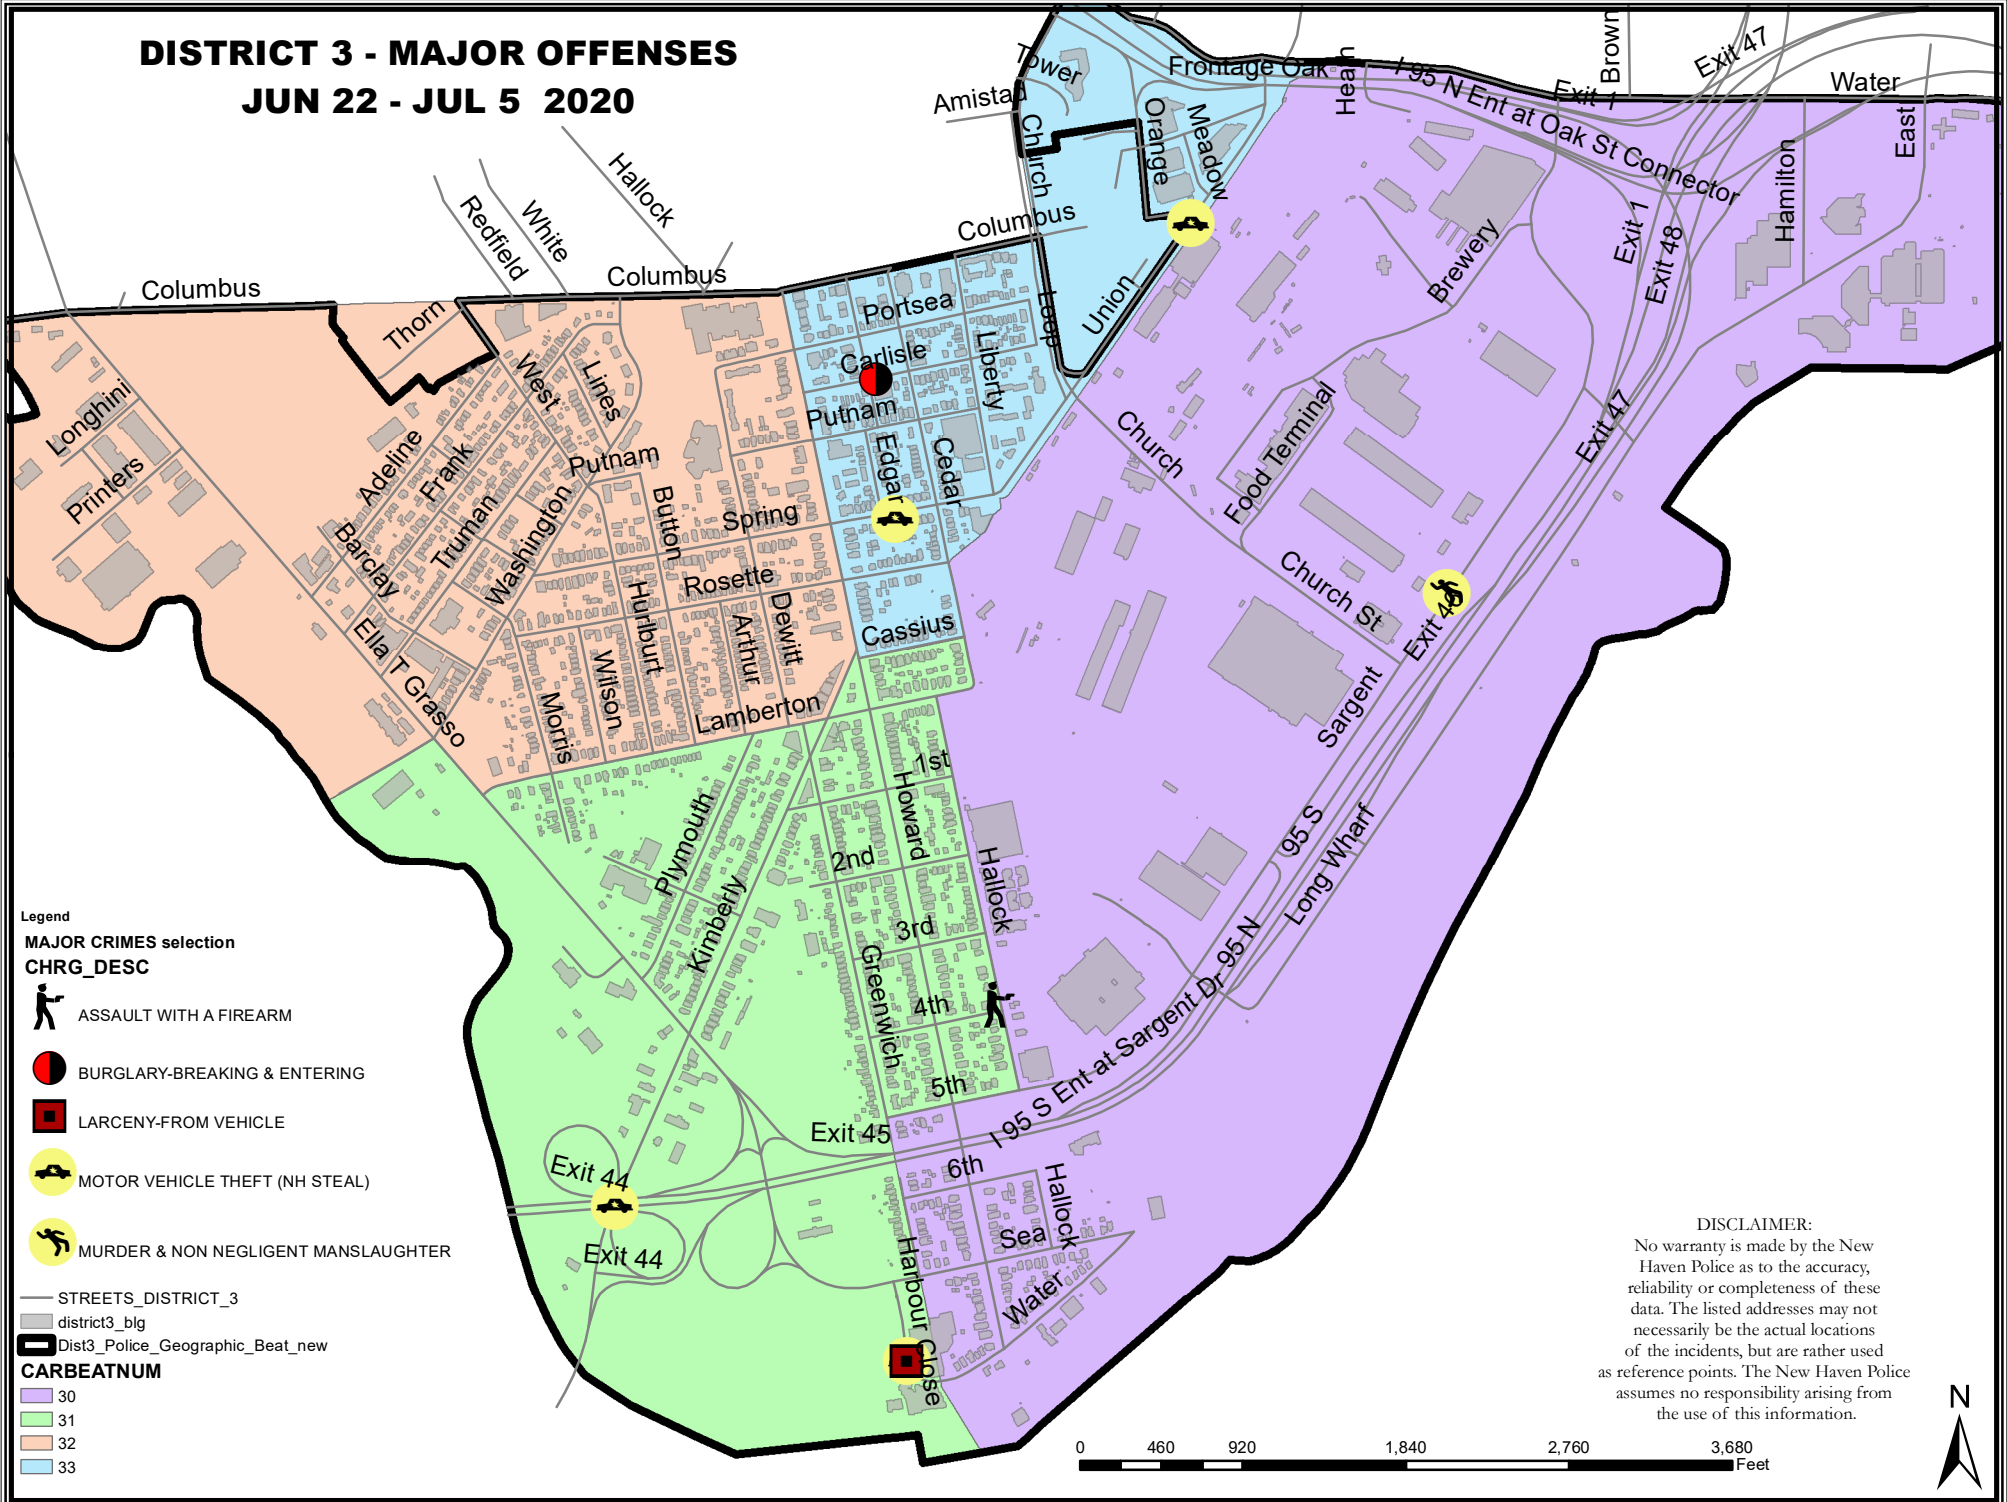 DISTRICT 3 - MAJOR OFFENSES
JUN 22 - JUL 5 2020
Tower
Amistad
Church
Orange
Meadow
Frontage Oak
Heath
I 95 N Ent at Oak St Connector
Exit 1
Brown
Exit 47
Water
East
Hamilton
Hallock
White
Redfield
Columbus
Columbus
Columbus
Exit 1
Exit 48
Brewery
Thorn
Portsea
Loop
Union
Carlisle
Liberty
West
Lines
Longhini
Putnam
Church
Food Terminal
Exit 47
Printers
Adeline
Frank
Putnam
Edgar
Cedar
Truman
Washington
Button
Spring
Barclay
Rosette
Hurlburt
Dewitt
Arthur
Cassius
Church St
Exit 4
Ella T Grasso
Wilson
Morris
Lamberton
Sargent
1st
Howard
Plymouth
2nd
Hallock
95 S
Long Wharf
Kimberly
3rd
Greenwich
4th
95 N
5th
I 95 S Ent at Sargent Dr
Exit 45
6th
Hallock
Exit 44
Exit 44
Sea
Harbour Close
Water
Legend
MAJOR CRIMES selection
CHRG_DESC
ASSAULT WITH A FIREARM
BURGLARY-BREAKING & ENTERING
LARCENY-FROM VEHICLE
MOTOR VEHICLE THEFT (NH STEAL)
MURDER & NON NEGLIGENT MANSLAUGHTER
STREETS_DISTRICT_3
district3_blg
Dist3_Police_Geographic_Beat_new
CARBEATNUM
30
31
32
33
DISCLAIMER:
No warranty is made by the New
Haven Police as to the accuracy,
reliability or completeness of these
data. The listed addresses may not
necessarily be the actual locations
of the incidents, but are rather used
as reference points. The New Haven Police
assumes no responsibility arising from
the use of this information.
N
0 460 920 1,840 2,760 3,680
Feet